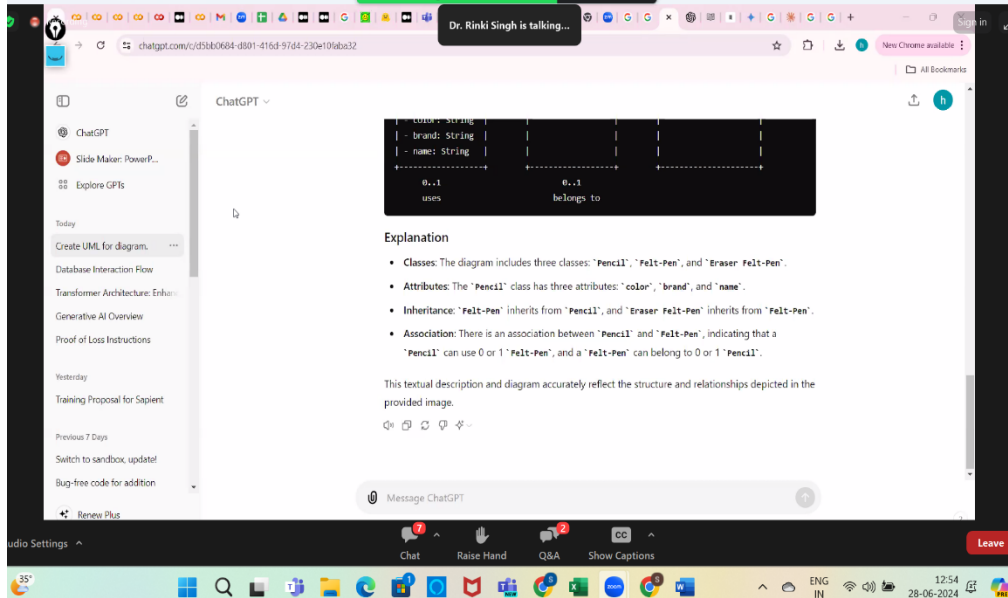 Dr. Rinki Singh is talking...
Sign in
chatgpt.com/c/d5bb0684-d801-416d-97d4-230e10faba32
New Chrome available
All Bookmarks
ChatGPT
h
ChatGPT
Slide Maker: PowerP...
Explore GPTs
Today
Create UML for diagram.
Database Interaction Flow
Transformer Architecture: Enhan
Generative AI Overview
Proof of Loss Instructions
Yesterday
Training Proposal for Sapient
Previous 7 Days
Switch to sandbox, update!
Bug-free code for addition
Renew Plus
| - color: String | | | | |
| - brand: String | | | | |
| - name: String | | | | |
+----------------+ +----------------+ +-------------------+
0..1 0..1
uses belongs to
Explanation
• Classes: The diagram includes three classes: `Pencil`, `Felt-Pen`, and `Eraser Felt-Pen`.
• Attributes: The `Pencil` class has three attributes: `color`, `brand`, and `name`.
• Inheritance: `Felt-Pen` inherits from `Pencil`, and `Eraser Felt-Pen` inherits from `Felt-Pen`.
• Association: There is an association between `Pencil` and `Felt-Pen`, indicating that a
`Pencil` can use 0 or 1 `Felt-Pen`, and a `Felt-Pen` can belong to 0 or 1 `Pencil`.
This textual description and diagram accurately reflect the structure and relationships depicted in the
provided image.
Message ChatGPT
udio Settings
7
Chat
Raise Hand
2
Q&A
CC
Show Captions
Leave
35°
ENG
IN
12:54
28-06-2024